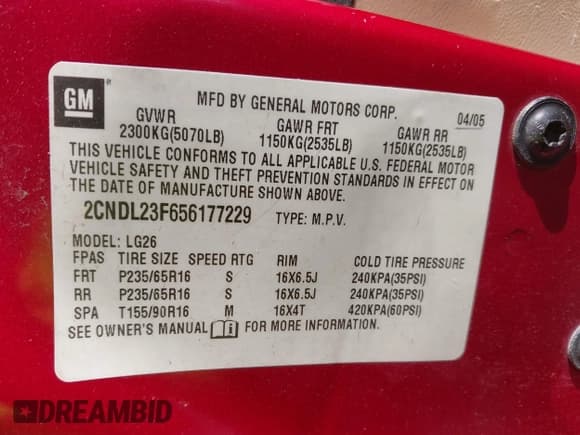 GM
MFD BY GENERAL MOTORS CORP. 04/05
GVWR GAWR FRT GAWR RR
2300KG(5070LB) 1150KG(2535LB) 1150KG(2535LB)
THIS VEHICLE CONFORMS TO ALL APPLICABLE U.S. FEDERAL MOTOR
VEHICLE SAFETY AND THEFT PREVENTION STANDARDS IN EFFECT ON
THE DATE OF MANUFACTURE SHOWN ABOVE.
2CNDL23F656177229 TYPE: M.P.V.
MODEL: LG26
FPAS TIRE SIZE SPEED RTG RIM COLD TIRE PRESSURE
FRT P235/65R16 S 16X6.5J 240KPA(35PSI)
RR P235/65R16 S 16X6.5J 240KPA(35PSI)
SPA T155/90R16 M 16X4T 420KPA(60PSI)
SEE OWNER'S MANUAL FOR MORE INFORMATION.
DREAMBID